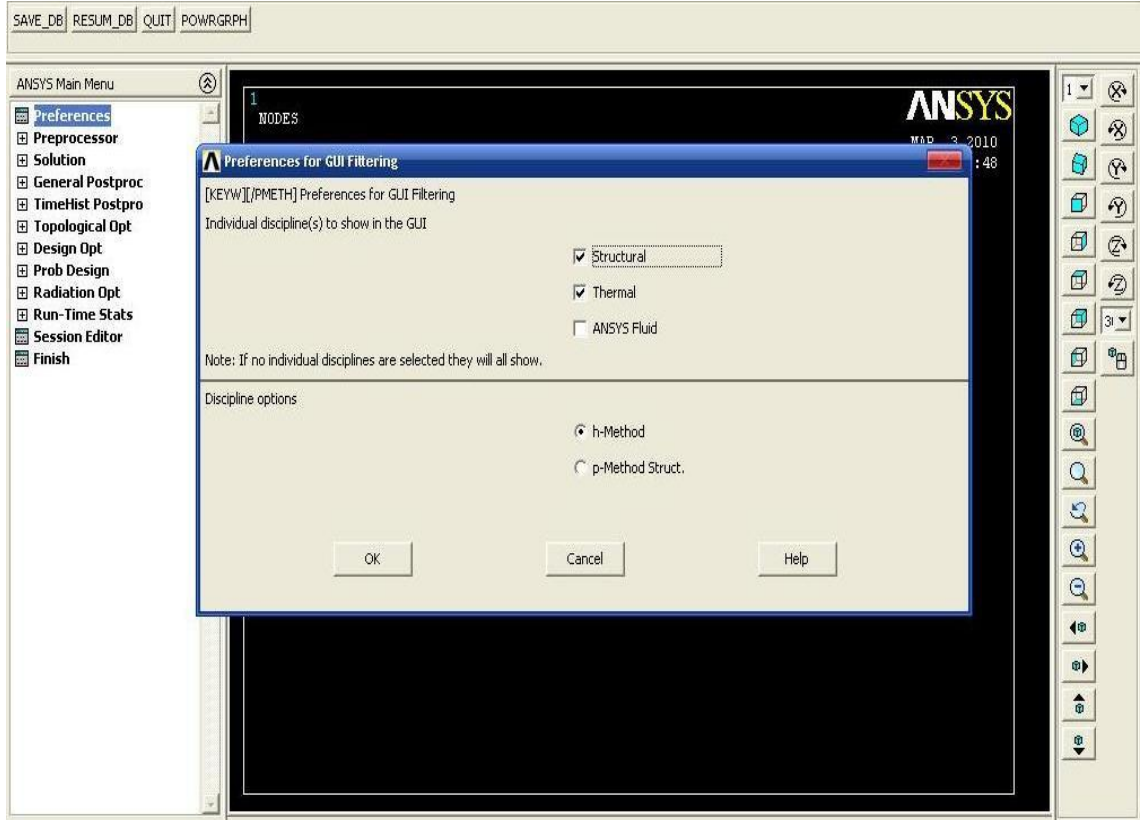 SAVE_DB RESUM_DB QUIT POWRGRPH
ANSYS Main Menu
Preferences
Preprocessor
Solution
General Postproc
TimeHist Postpro
Topological Opt
Design Opt
Prob Design
Radiation Opt
Run-Time Stats
Session Editor
Finish
1
NODES
ANSYS
MAR 3 2010
:48
Preferences for GUI Filtering
[KEYW][/PMETH] Preferences for GUI Filtering
Individual discipline(s) to show in the GUI
Structural
Thermal
ANSYS Fluid
Note: If no individual disciplines are selected they will all show.
Discipline options
h-Method
p-Method Struct.
OK Cancel Help
1
X
X
Y
Y
Z
Z